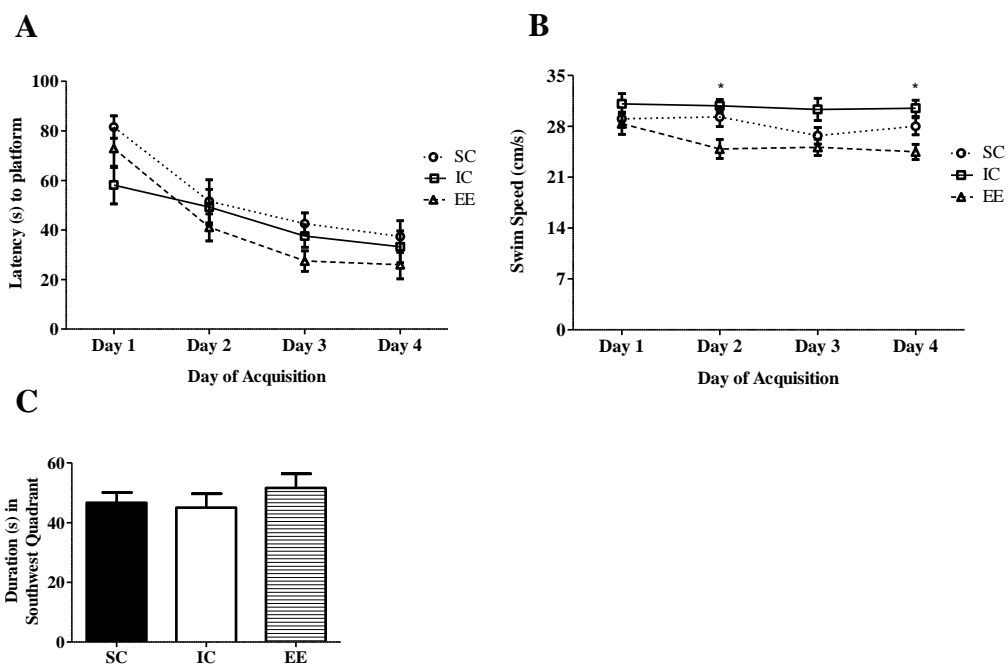 A
Latency (s) to platform
100
80
60
40
20
0
Day 1 Day 2 Day 3 Day 4
Day of Acquisition
SC
IC
EE
B
Swim Speed (cm/s)
35
28
21
14
7
0
* *
Day 1 Day 2 Day 3 Day 4
Day of Acquisition
SC
IC
EE
C
Duration (s) in
Southwest Quadrant
60
40
20
0
SC IC EE